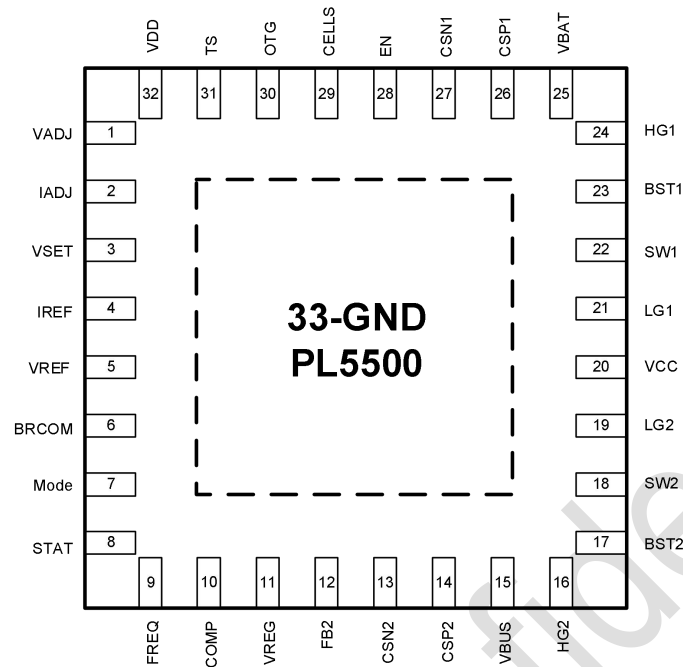 VDD
TS
OTG
CELLS
EN
CSN1
CSP1
VBAT
32
31
30
29
28
27
26
25
VADJ 1
24 HG1
IADJ 2
23 BST1
VSET 3
22 SW1
IREF 4
21 LG1
VREF 5
20 VCC
BRCOM 6
19 LG2
Mode 7
18 SW2
STAT 8
17 BST2
33-GND
PL5500
9
10
11
12
13
14
15
16
FREQ
COMP
VREG
FB2
CSN2
CSP2
VBUS
HG2
fide